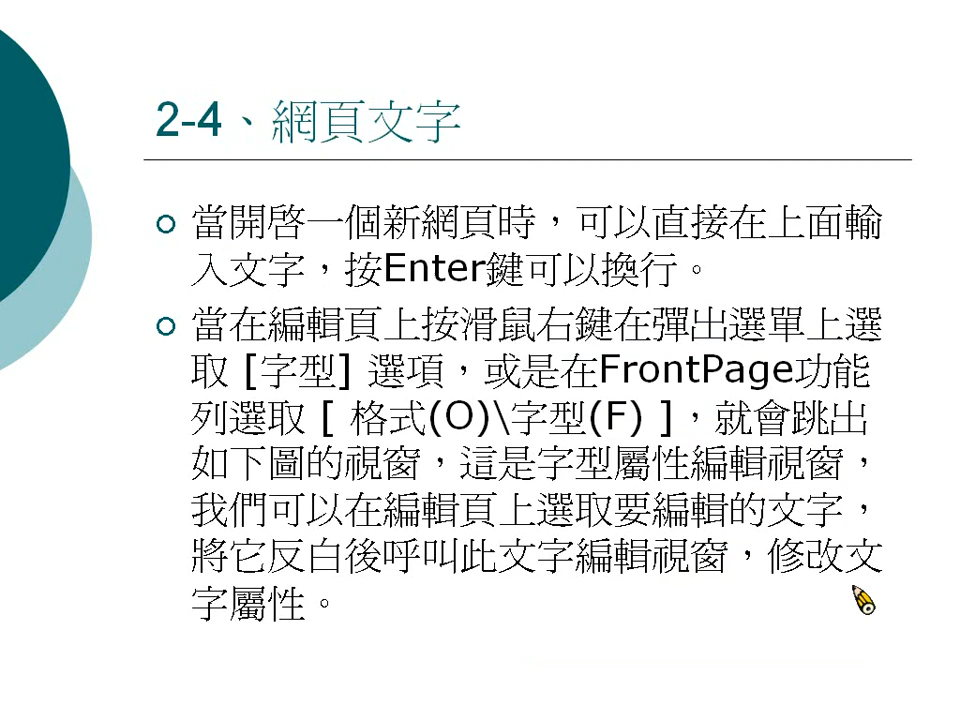 2-4、網頁文字
當開啓一個新網頁時，可以直接在上面輸
入文字，按Enter鍵可以換行。
當在編輯頁上按滑鼠右鍵在彈出選單上選
取 [字型] 選項，或是在FrontPage功能
列選取 [ 格式(O)\字型(F) ]，就會跳出
如下圖的視窗，這是字型屬性編輯視窗，
我們可以在編輯頁上選取要編輯的文字，
將它反白後呼叫此文字編輯視窗，修改文
字屬性。